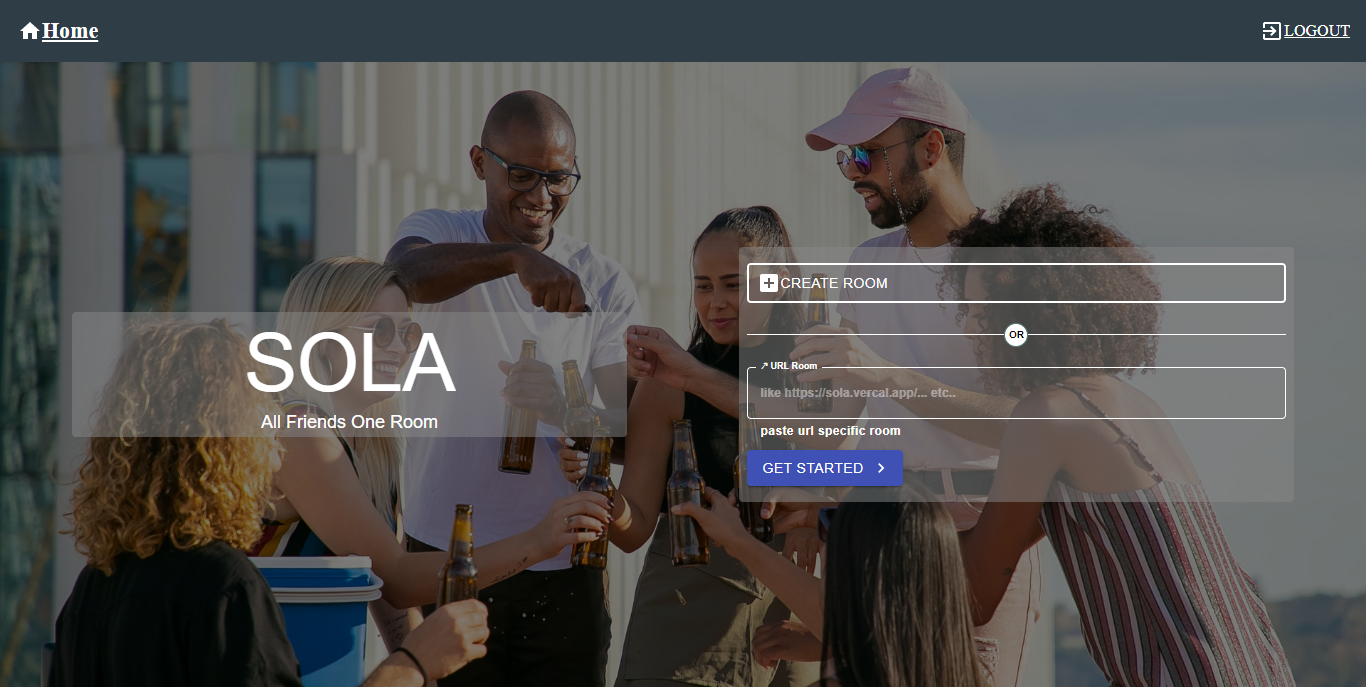 Home
LOGOUT
SOLA
All Friends One Room
CREATE ROOM
OR
↗ URL Room
like https://sola.vercal.app/... etc..
paste url specific room
GET STARTED